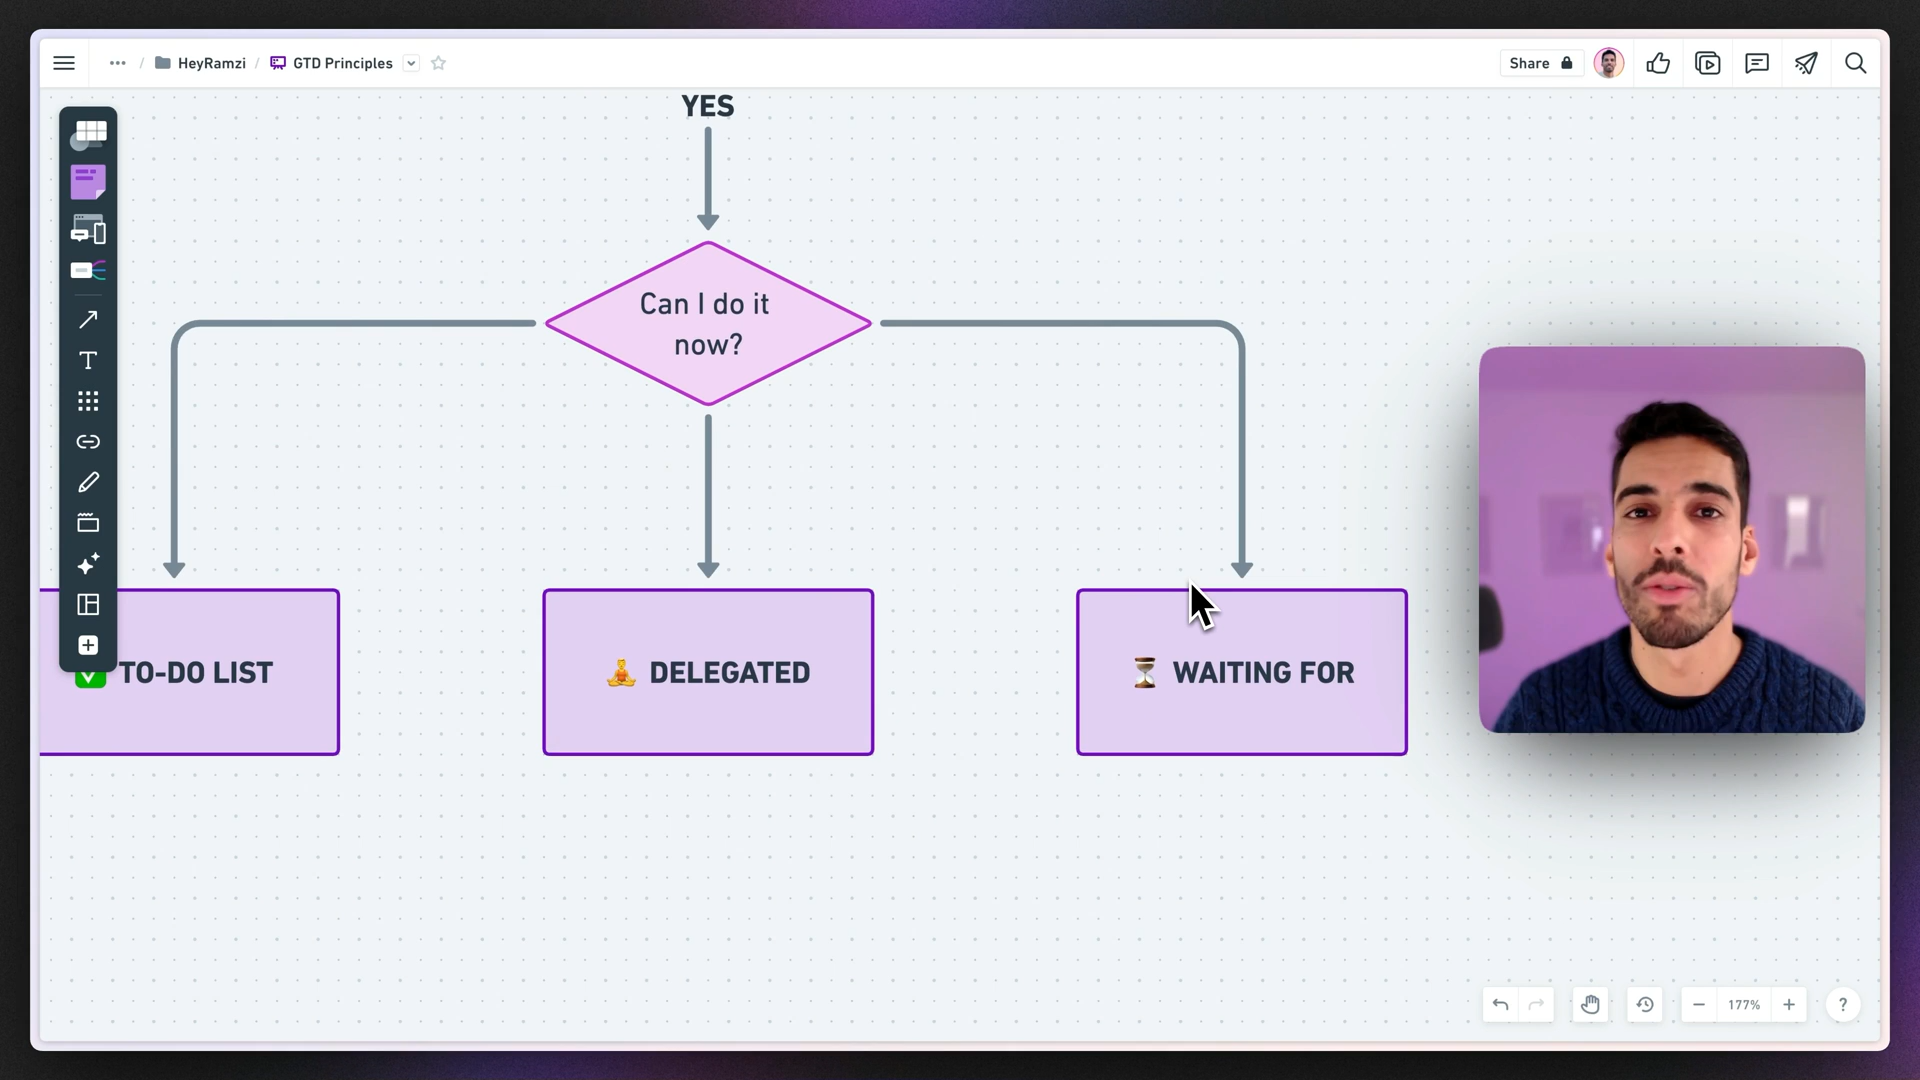 ... / HeyRamzi / GTD Principles
Share
YES
Can I do it
now?
✅ TO-DO LIST
🧘 DELEGATED
⏳ WAITING FOR
177%
?